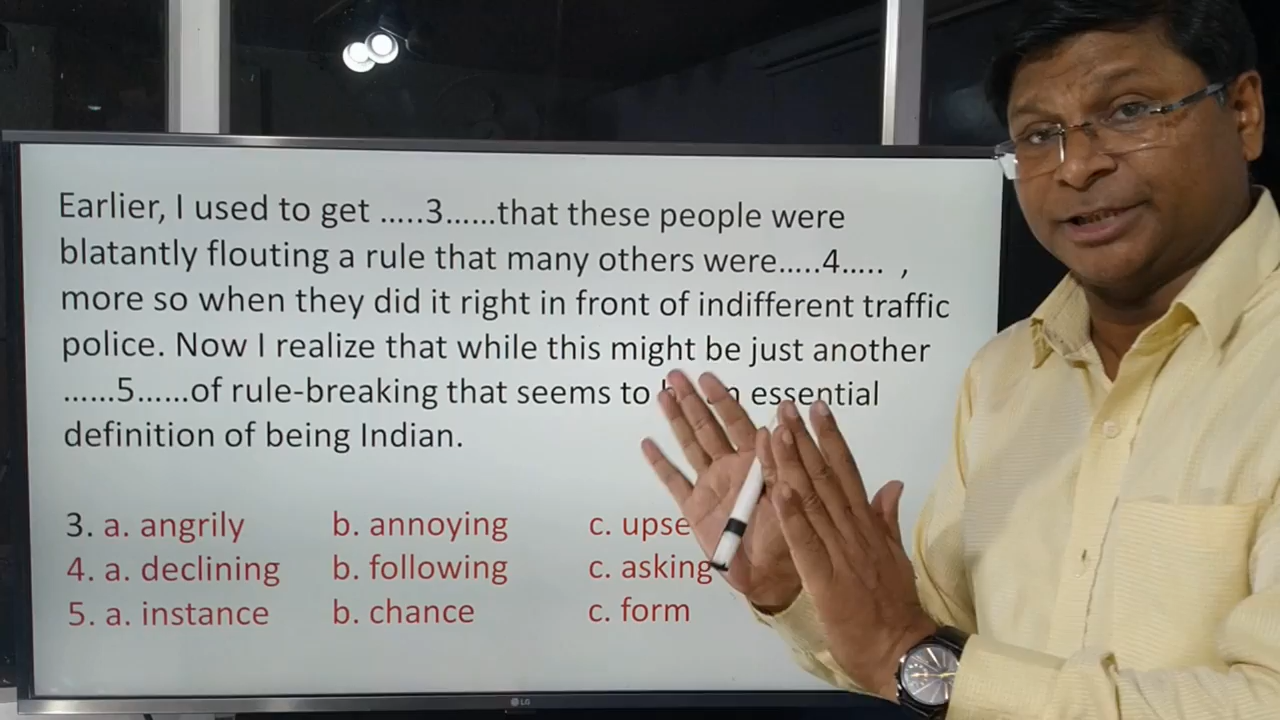 Earlier, I used to get .....3......that these people were
blatantly flouting a rule that many others were.....4..... ,
more so when they did it right in front of indifferent traffic
police. Now I realize that while this might be just another
......5......of rule-breaking that seems to essential
definition of being Indian.
3. a. angrily b. annoying c. upse
4. a. declining b. following c. asking
5. a. instance b. chance c. form
LG